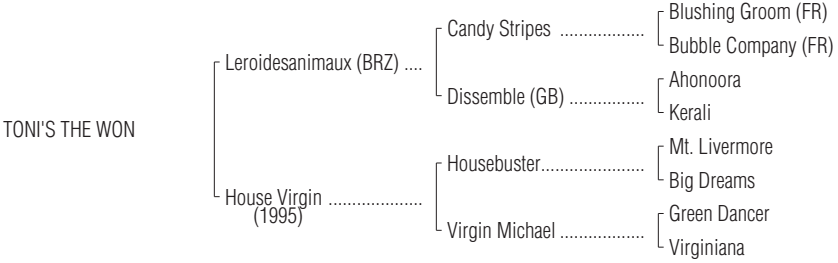 Blushing Groom (FR)
Candy Stripes ..................
Bubble Company (FR)
Leroidesanimaux (BRZ) ....
Ahonoora
Dissemble (GB) ................
Kerali
TONI'S THE WON
Mt. Livermore
Housebuster......................
Big Dreams
House Virgin ....................
(1995)
Green Dancer
Virgin Michael ..................
Virginiana